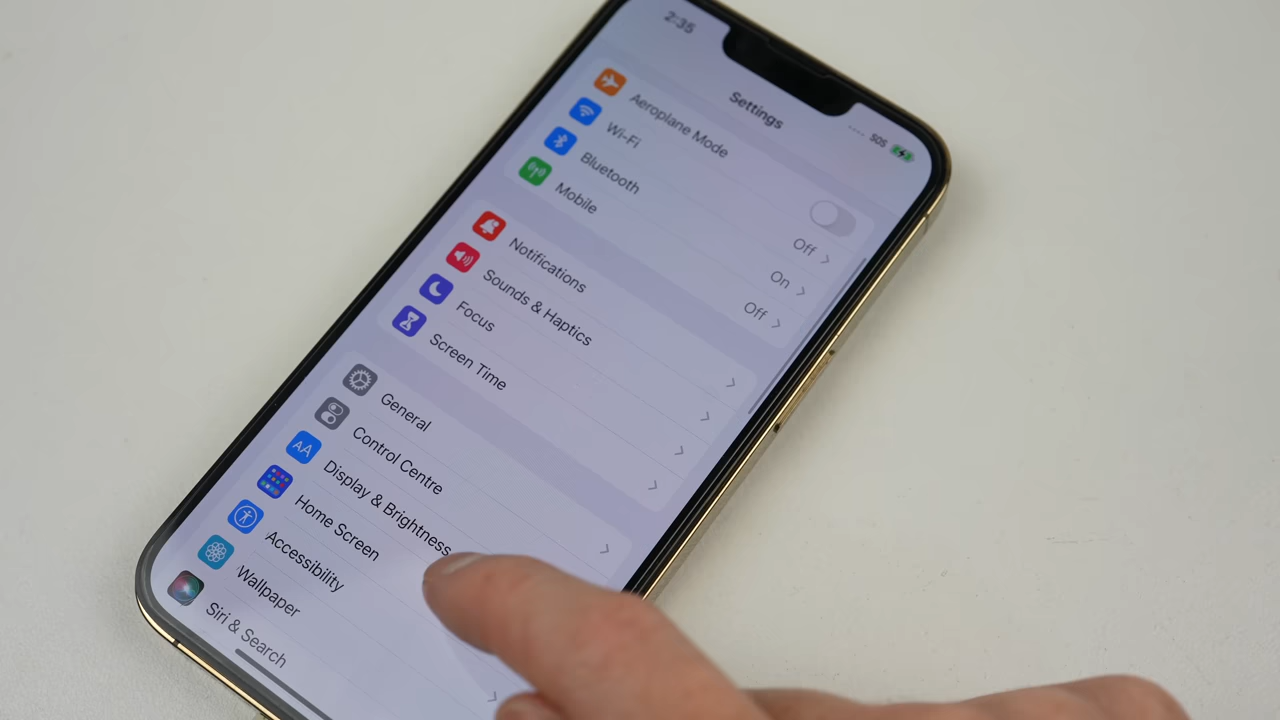 2:35
SOS
Settings
Aeroplane Mode
Wi-Fi
Off
Bluetooth
On
Mobile
Off
Notifications
Sounds & Haptics
Focus
Screen Time
General
Control Centre
AA
Display & Brightness
Home Screen
Accessibility
Wallpaper
Siri & Search